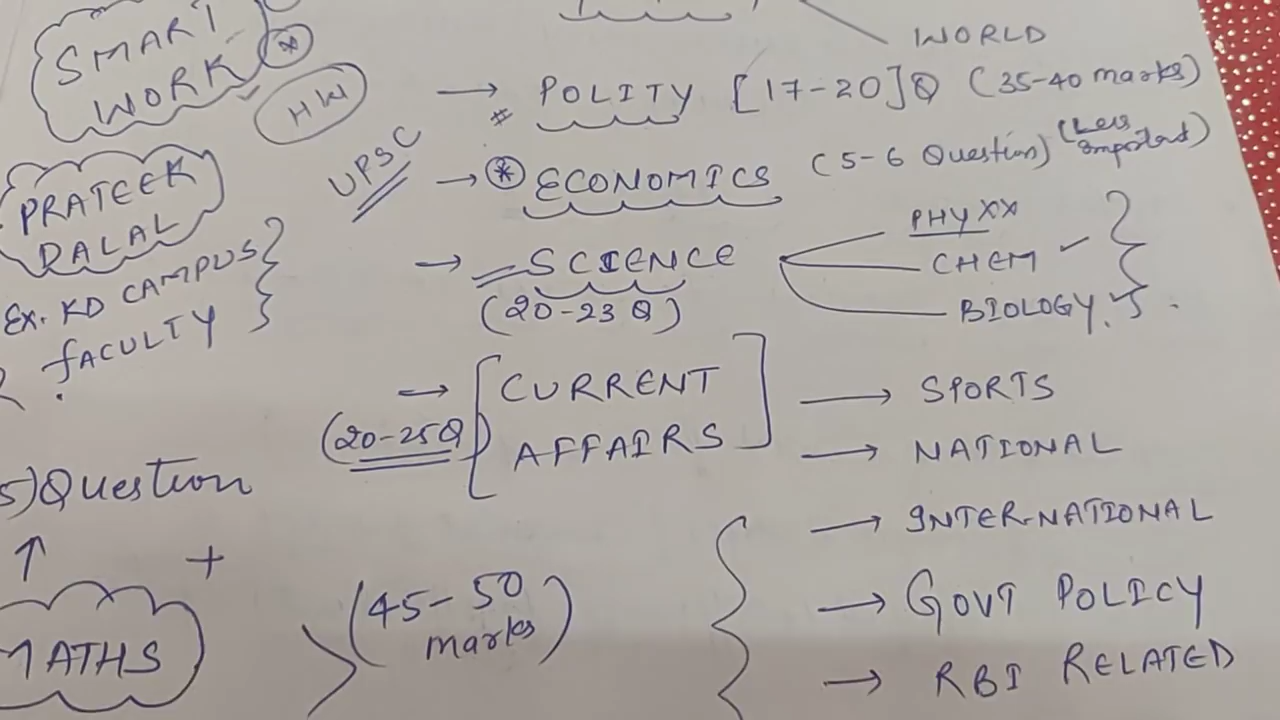 SMART
WORK *
HW
WORLD
→ # POLITY [17-20]Q (35-40 marks)
UPSC
→ * ECONOMICS (5-6 Question) (Less Important)
PRATEEK
DALAL
Ex. KD CAMPUS
FACULTY
→ SCIENCE
(20-23 Q)
PHY XX
CHEM ✓
BIOLOGY ✓
→ [CURRENT
AFFAIRS]
(20-25Q)
→ SPORTS
→ NATIONAL
→ INTERNATIONAL
→ GOVT POLICY
→ RBI RELATED
5) Question
↑ +
MATHS
(45-50
marks)